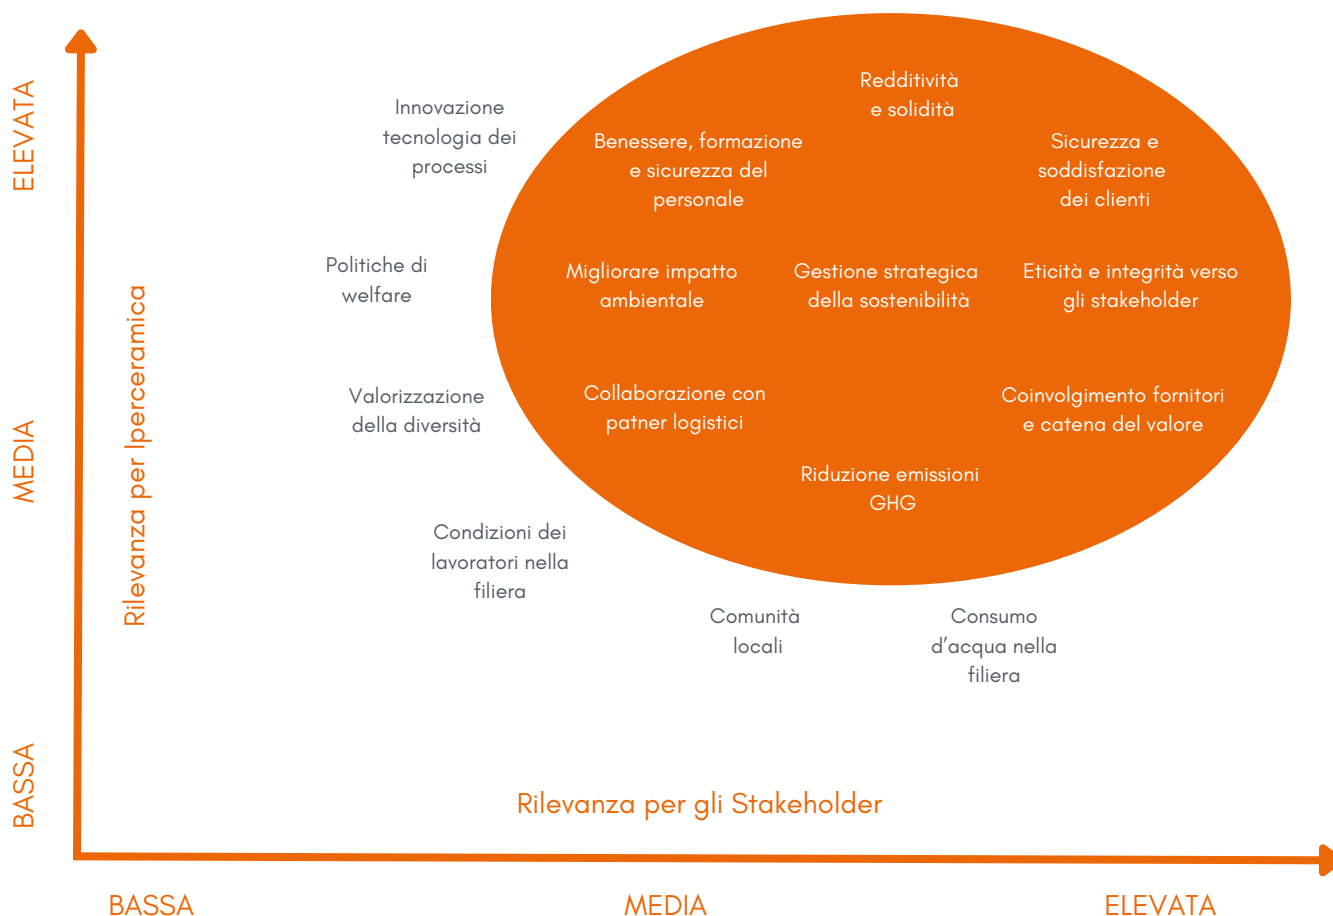 ELEVATA
MEDIA
BASSA
Rilevanza per Iperceramica
Innovazione
tecnologia dei
processi
Redditività
e solidità
Benessere, formazione
e sicurezza del
personale
Sicurezza e
soddisfazione
dei clienti
Politiche di
welfare
Migliorare impatto
ambientale
Gestione strategica
della sostenibilità
Eticità e integrità verso
gli stakeholder
Valorizzazione
della diversità
Collaborazione con
patner logistici
Coinvolgimento fornitori
e catena del valore
Riduzione emissioni
GHG
Condizioni dei
lavoratori nella
filiera
Comunità
locali
Consumo
d’acqua nella
filiera
Rilevanza per gli Stakeholder
BASSA
MEDIA
ELEVATA